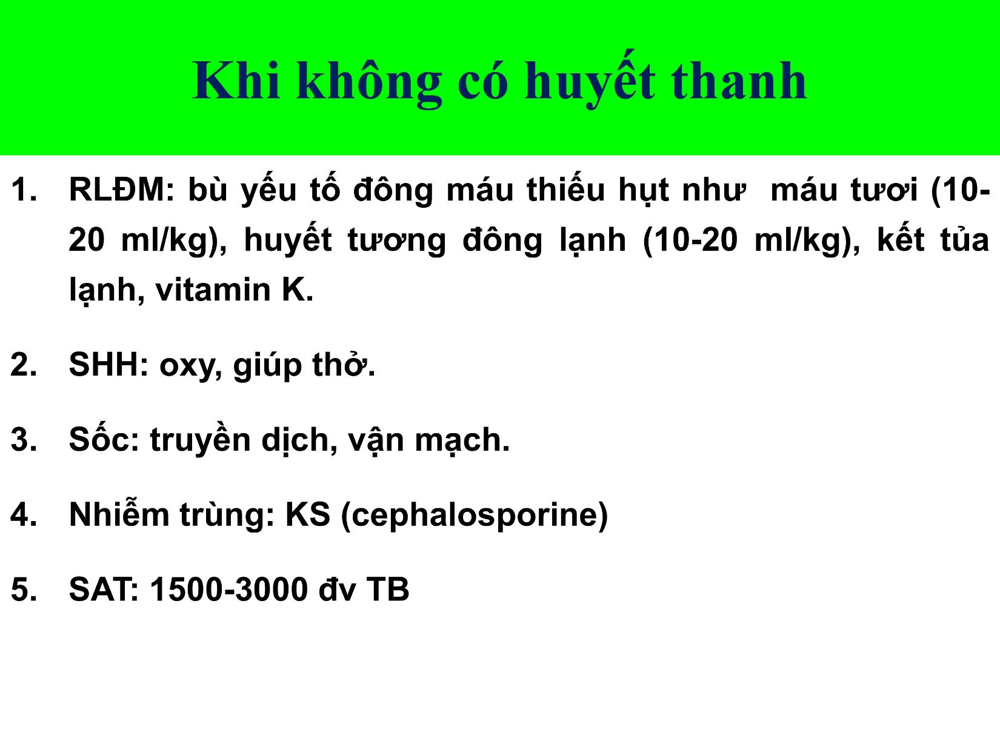 Khi không có huyết thanh
1. RLĐM: bù yếu tố đông máu thiếu hụt như máu tươi (10-
20 ml/kg), huyết tương đông lạnh (10-20 ml/kg), kết tủa
lạnh, vitamin K.
2. SHH: oxy, giúp thở.
3. Sốc: truyền dịch, vận mạch.
4. Nhiễm trùng: KS (cephalosporine)
5. SAT: 1500-3000 đv TB